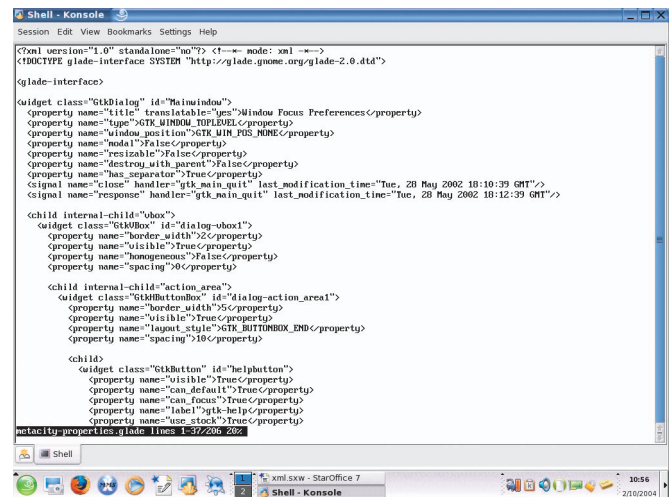 Shell - Konsole
Session Edit View Bookmarks Settings Help
<?xml version="1.0" standalone="no"?> <!--*- mode: xml -*-->
<!DOCTYPE glade-interface SYSTEM "http://glade.gnome.org/glade-2.0.dtd">
<glade-interface>
<widget class="GtkDialog" id="Mainwindow">
<property name="title" translatable="yes">Window Focus Preferences</property>
<property name="type">GTK_WINDOW_TOPLEVEL</property>
<property name="window_position">GTK_WIN_POS_NONE</property>
<property name="modal">False</property>
<property name="resizable">False</property>
<property name="destroy_with_parent">False</property>
<property name="has_separator">True</property>
<signal name="close" handler="gtk_main_quit" last_modification_time="Tue, 28 May 2002 18:10:39 GMT"/>
<signal name="response" handler="gtk_main_quit" last_modification_time="Tue, 28 May 2002 18:12:39 GMT"/>
<child internal-child="vbox">
<widget class="GtkVBox" id="dialog-vbox1">
<property name="border_width">2</property>
<property name="visible">True</property>
<property name="homogeneous">False</property>
<property name="spacing">0</property>
<child internal-child="action_area">
<widget class="GtkHButtonBox" id="dialog-action_area1">
<property name="border_width">5</property>
<property name="visible">True</property>
<property name="layout_style">GTK_BUTTONBOX_END</property>
<property name="spacing">10</property>
<child>
<widget class="GtkButton" id="helpbutton">
<property name="visible">True</property>
<property name="can_default">True</property>
<property name="can_focus">True</property>
<property name="label">gtk-help</property>
<property name="use_stock">True</property>
metacity-properties.glade lines 1-37/206 20%
Shell
1
2
xml.sxw - StarOffice 7
Shell - Konsole
10:56
2/10/2004